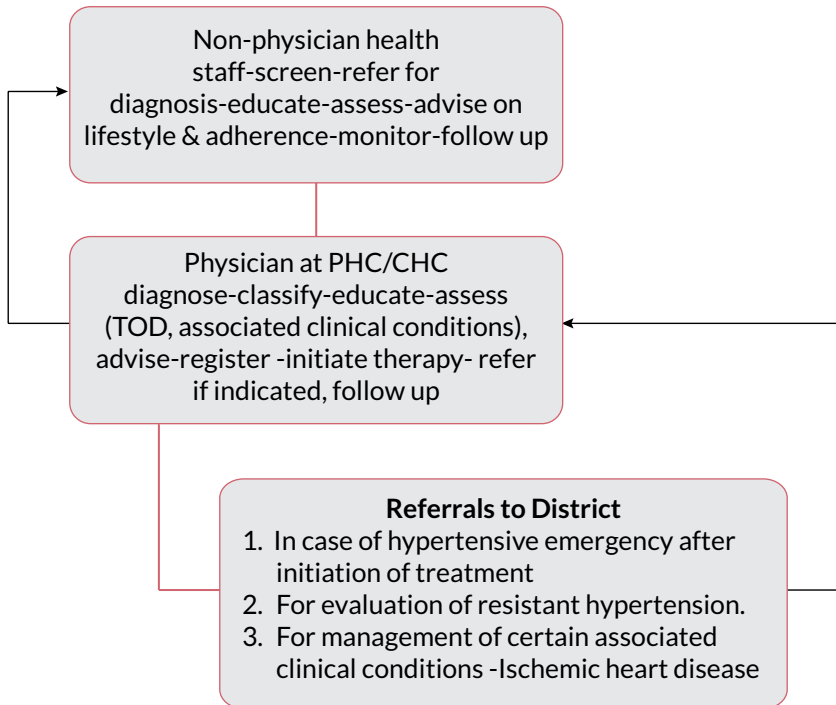 Non-physician health
staff-screen-refer for
diagnosis-educate-assess-advise on
lifestyle & adherence-monitor-follow up
Physician at PHC/CHC
diagnose-classify-educate-assess
(TOD, associated clinical conditions),
advise-register -initiate therapy- refer
if indicated, follow up
Referrals to District
1. In case of hypertensive emergency after
initiation of treatment
2. For evaluation of resistant hypertension.
3. For management of certain associated
clinical conditions -Ischemic heart disease